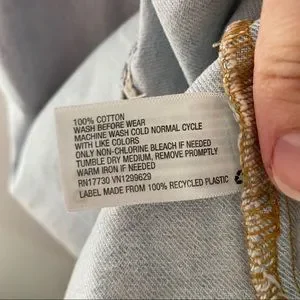 100% COTTON
WASH BEFORE WEAR
MACHINE WASH COLD NORMAL CYCLE
WITH LIKE COLORS
ONLY NON-CHLORINE BLEACH IF NEEDED
TUMBLE DRY MEDIUM, REMOVE PROMPTLY
WARM IRON IF NEEDED
RN17730 VN1299629
LABEL MADE FROM 100% RECYCLED PLASTIC